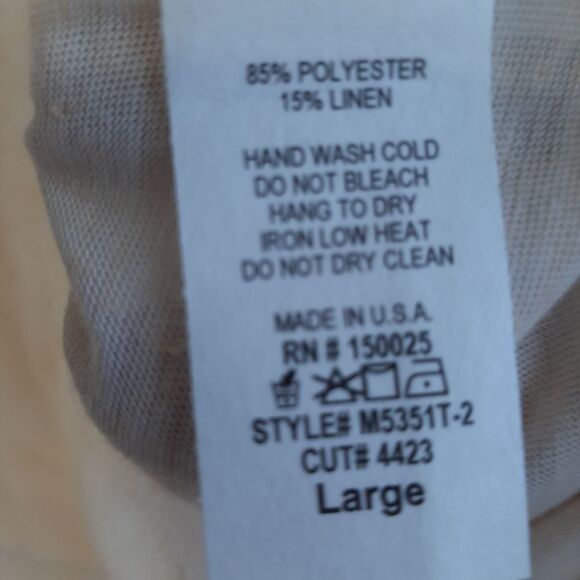 85% POLYESTER
15% LINEN
HAND WASH COLD
DO NOT BLEACH
HANG TO DRY
IRON LOW HEAT
DO NOT DRY CLEAN
MADE IN U.S.A.
RN # 150025
STYLE# M5351T-2
CUT# 4423
Large